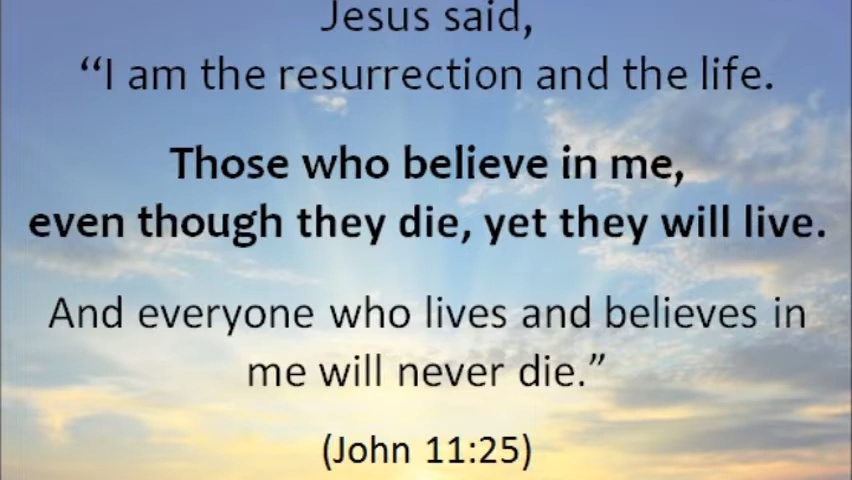 Jesus said,
“I am the resurrection and the life.
Those who believe in me,
even though they die, yet they will live.
And everyone who lives and believes in
me will never die.”
(John 11:25)